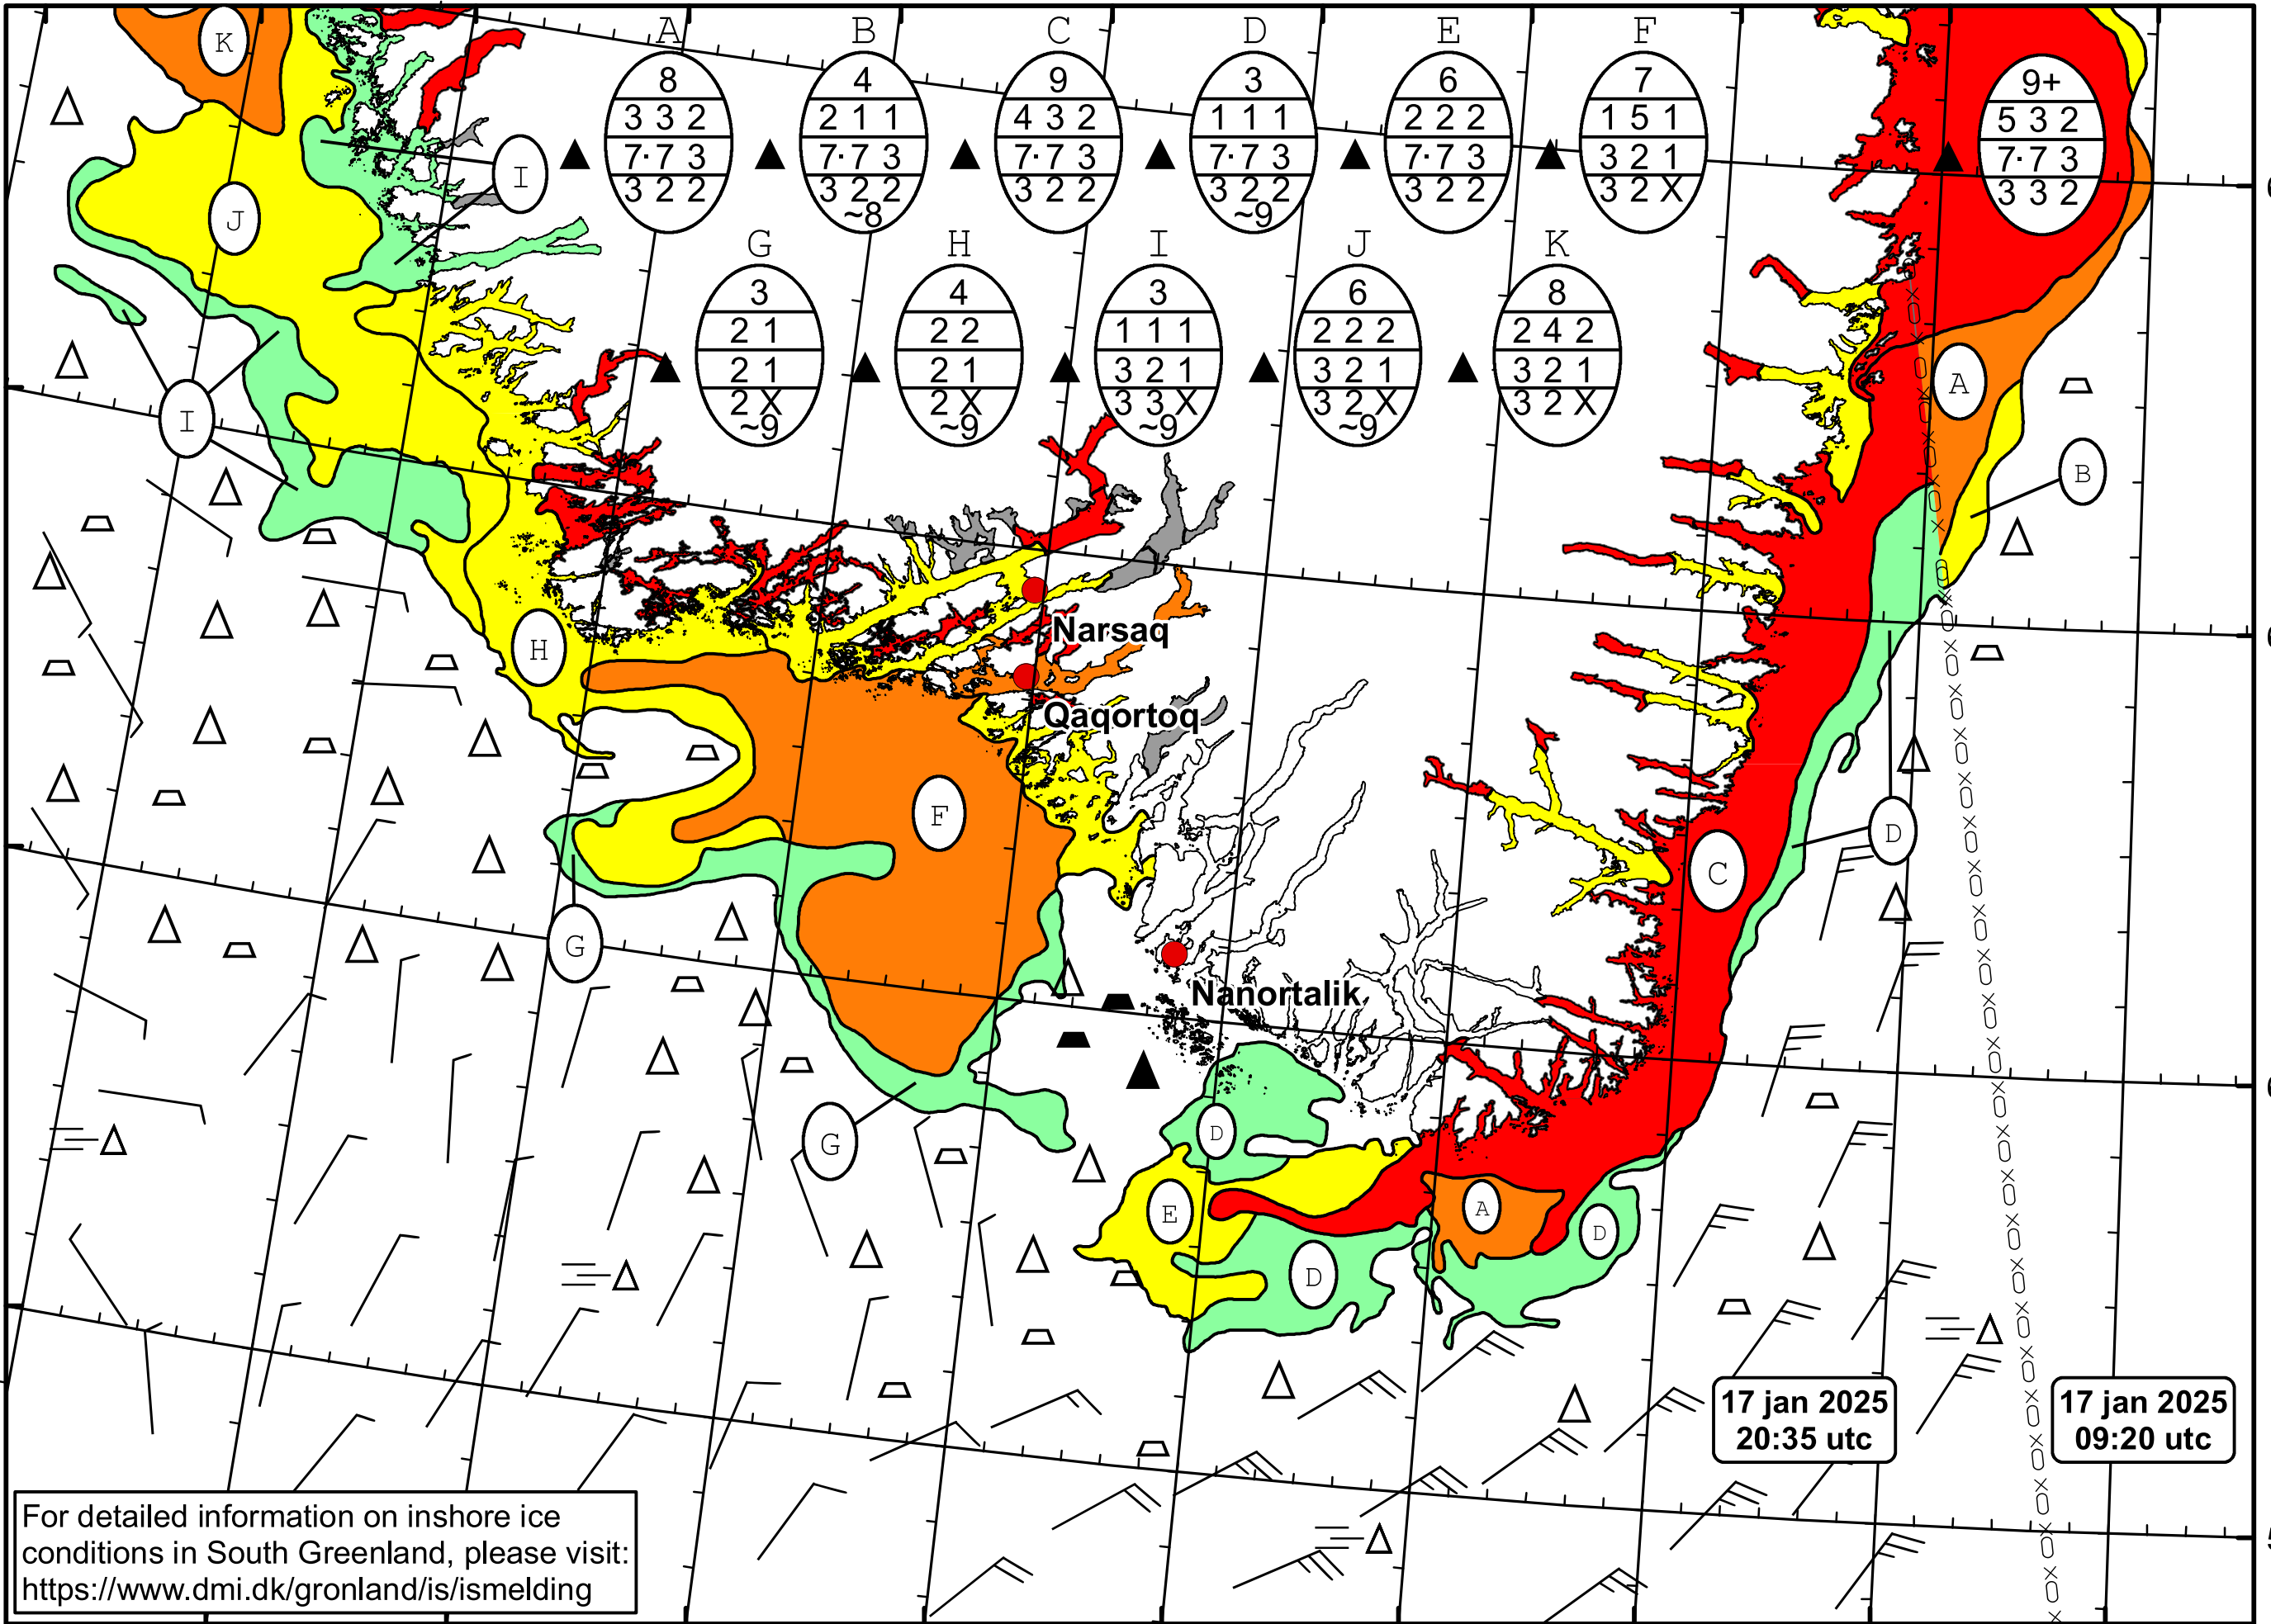 A B C D E F
8
3 3 2
7· 7 3
3 2 2
4
2 1 1
7· 7 3
3 2 2
~8
9
4 3 2
7· 7 3
3 2 2
3
1 1 1
7· 7 3
3 2 2
~9
6
2 2 2
7· 7 3
3 2 2
7
1 5 1
3 2 1
3 2 X
9+
5 3 2
7· 7 3
3 3 2
G H I J K
3
2 1
2 1
2 X
~9
4
2 2
2 1
2 X
~9
3
1 1 1
3 2 1
3 3 X
~9
6
2 2 2
3 2 1
3 2 X
~9
8
2 4 2
3 2 1
3 2 X
K
I
J
A
I
B
Narsaq
H
Qaqortoq
F
D
C
G
Nanortalik
D
G
E
A
D
D
17 jan 2025
20:35 utc
17 jan 2025
09:20 utc
For detailed information on inshore ice
conditions in South Greenland, please visit:
https://www.dmi.dk/gronland/is/ismelding